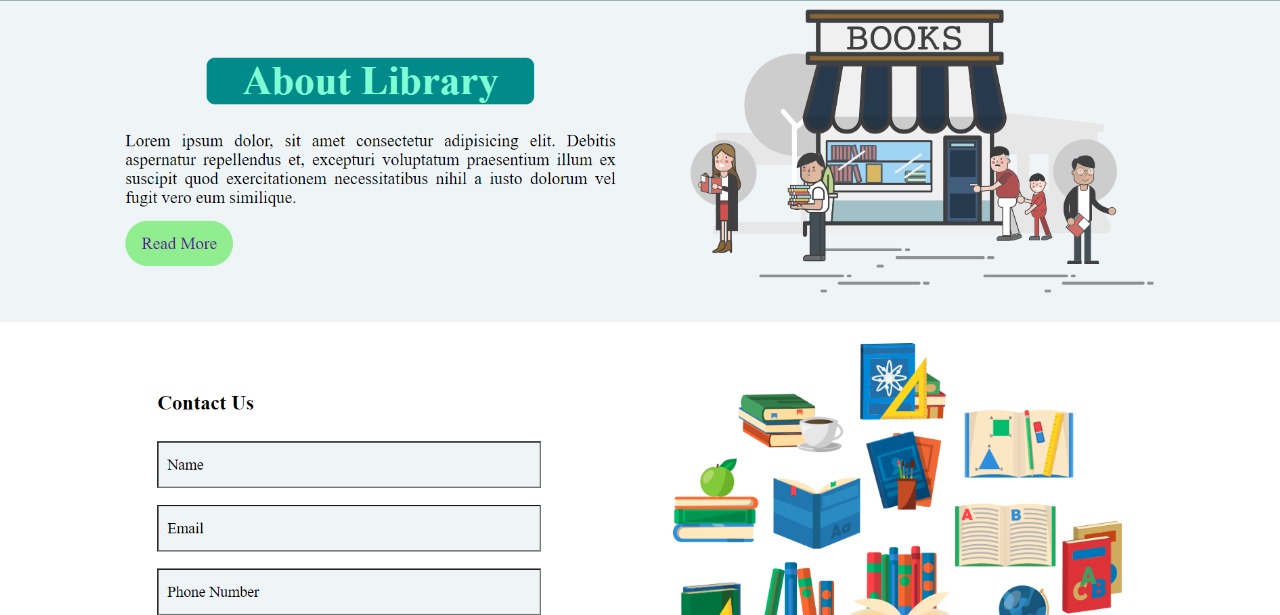 BOOKS
About Library
Lorem ipsum dolor, sit amet consectetur adipisicing elit. Debitis
aspernatur repellendus et, excepturi voluptatum praesentium illum ex
suscipit quod exercitationem necessitatibus nihil a iusto dolorum vel
fugit vero eum similique.
Read More
Contact Us
Name
Email
Phone Number
Aa
A B
A
B
C